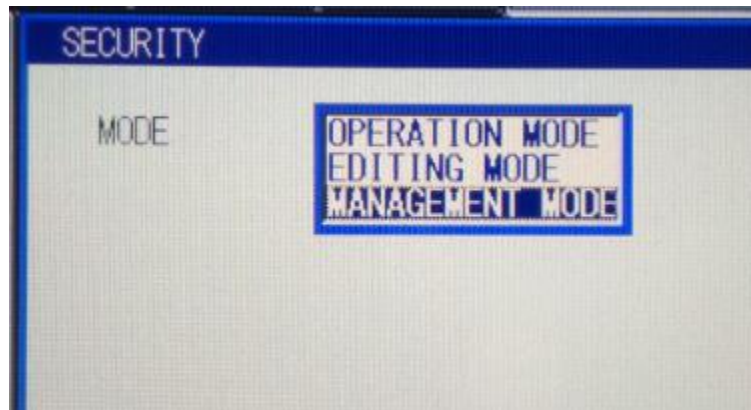 SECURITY
MODE
OPERATION MODE
EDITING MODE
MANAGEMENT MODE